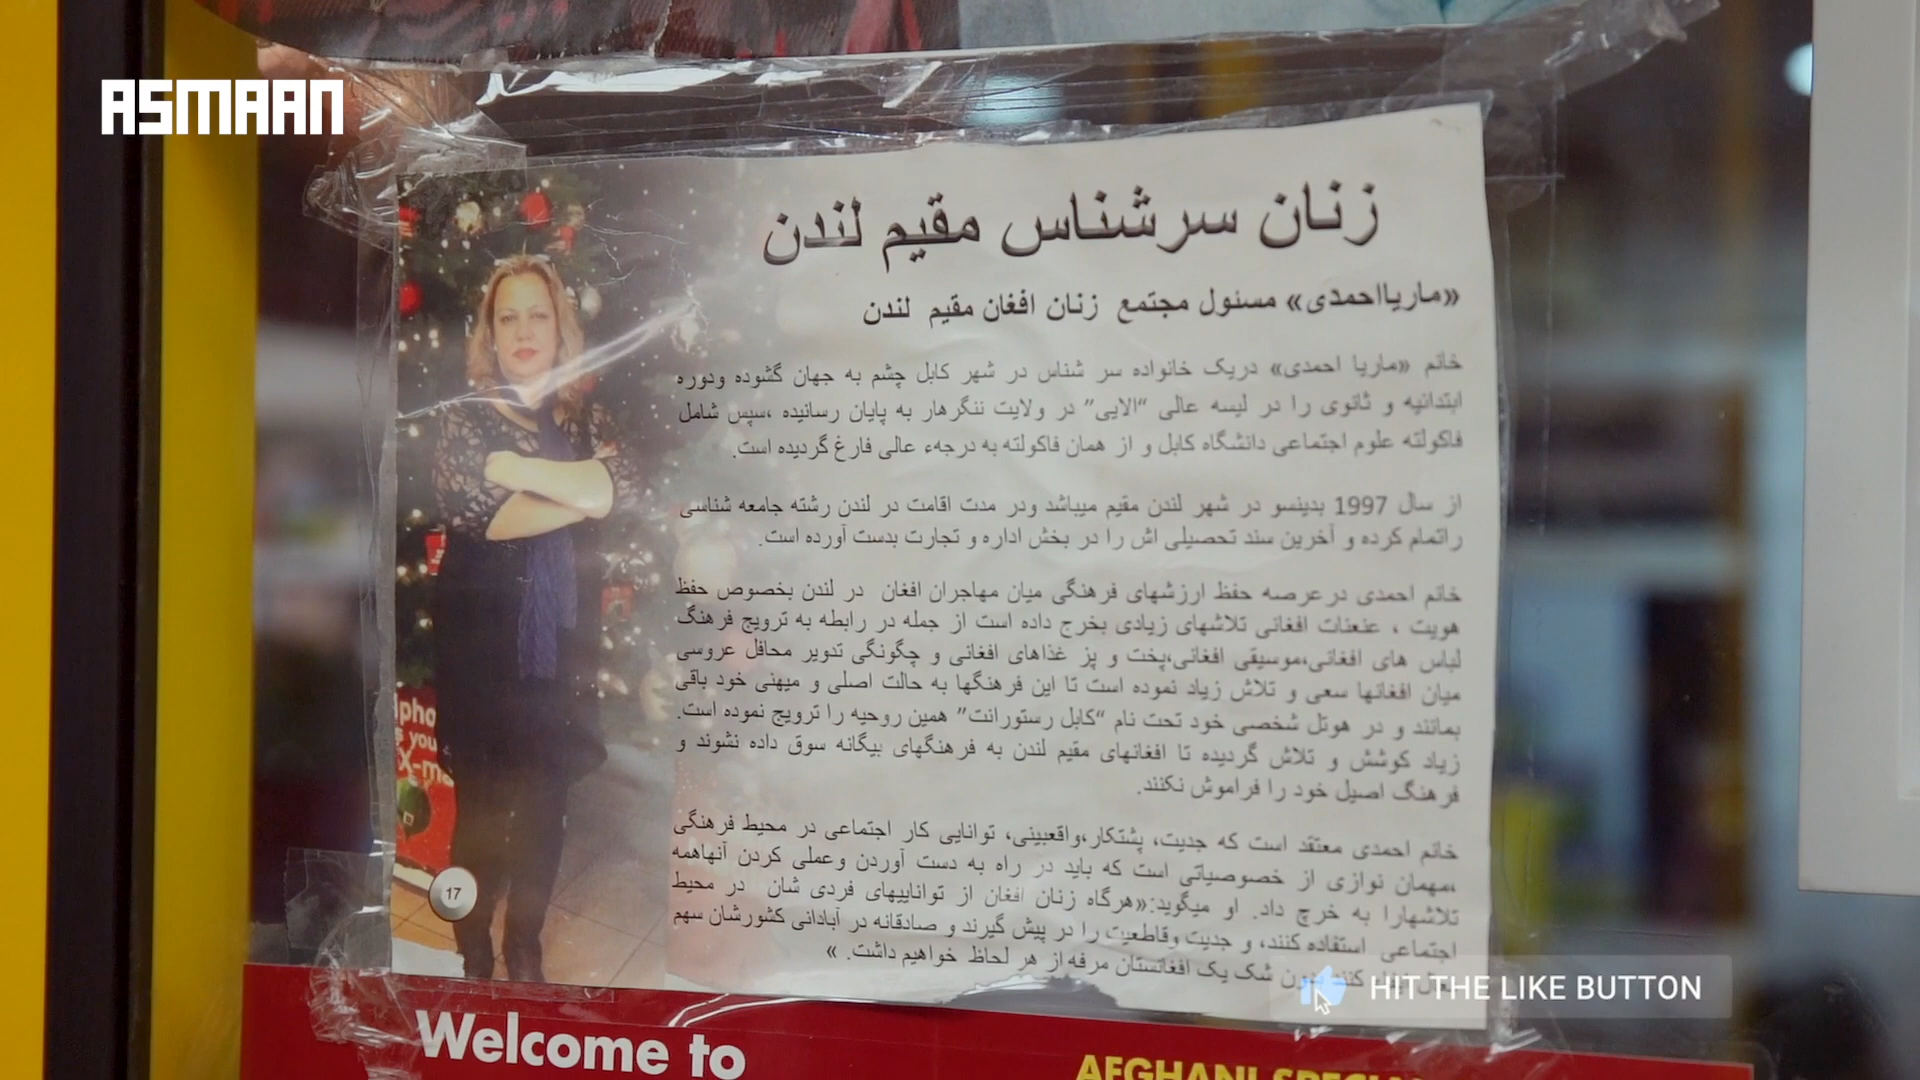 ASMAAN
زنان سرشناس مقیم لندن
«ماریااحمدی» مسئول مجتمع زنان افغان مقیم لندن
خانم «ماریا احمدی» دریک خانواده سر شناس در شهر کابل چشم به جهان گشوده ودوره
ابتدائیه و ثانوی را در لیسه عالی “الایی” در ولایت ننگرهار به پایان رسانیده ،سپس شامل
فاکولته علوم اجتماعی دانشگاه کابل و از همان فاکولته به درجهء عالی فارغ گردیده است.
از سال 1997 بدینسو در شهر لندن مقیم میباشد ودر مدت اقامت در لندن رشته جامعه شناسی
راتمام کرده و آخرین سند تحصیلی اش را در بخش اداره و تجارت بدست آورده است.
خانم احمدی درعرصه حفظ ارزشهای فرهنگی میان مهاجران افغان در لندن بخصوص حفظ
هویت ، عنعنات افغانی تلاشهای زیادی بخرج داده است از جمله در رابطه به ترویج فرهنگ
لباس های افغانی،موسیقی افغانی،پخت و پز غذاهای افغانی و چگونگی تدویر محافل عروسی
میان افغانها سعی و تلاش زیاد نموده است تا این فرهنگها به حالت اصلی و میهنی خود باقی
بمانند و در هوتل شخصی خود تحت نام “کابل رستورانت” همین روحیه را ترویج نموده است.
زیاد کوشش و تلاش گردیده تا افغانهای مقیم لندن به فرهنگهای بیگانه سوق داده نشوند و
فرهنگ اصیل خود را فراموش نکنند.
خانم احمدی معتقد است که جدیت، پشتکار،واقعبینی، توانایی کار اجتماعی در محیط فرهنگی
،مهمان نوازی از خصوصیاتی است که باید در راه به دست آوردن وعملی کردن آنهاهمه
تلاشهارا به خرچ داد. او میگوید:«هرگاه زنان افغان از تواناییهای فردی شان در محیط
اجتماعی استفاده کنند، و جدیت وقاطعیت را در پیش گیرند و صادقانه در آبادانی کشورشان سهم
کنند بدون شک یک افغانستان مرفه از هر لحاظ خواهیم داشت. »
17
s you
HIT THE LIKE BUTTON
Welcome to
AFGHANI